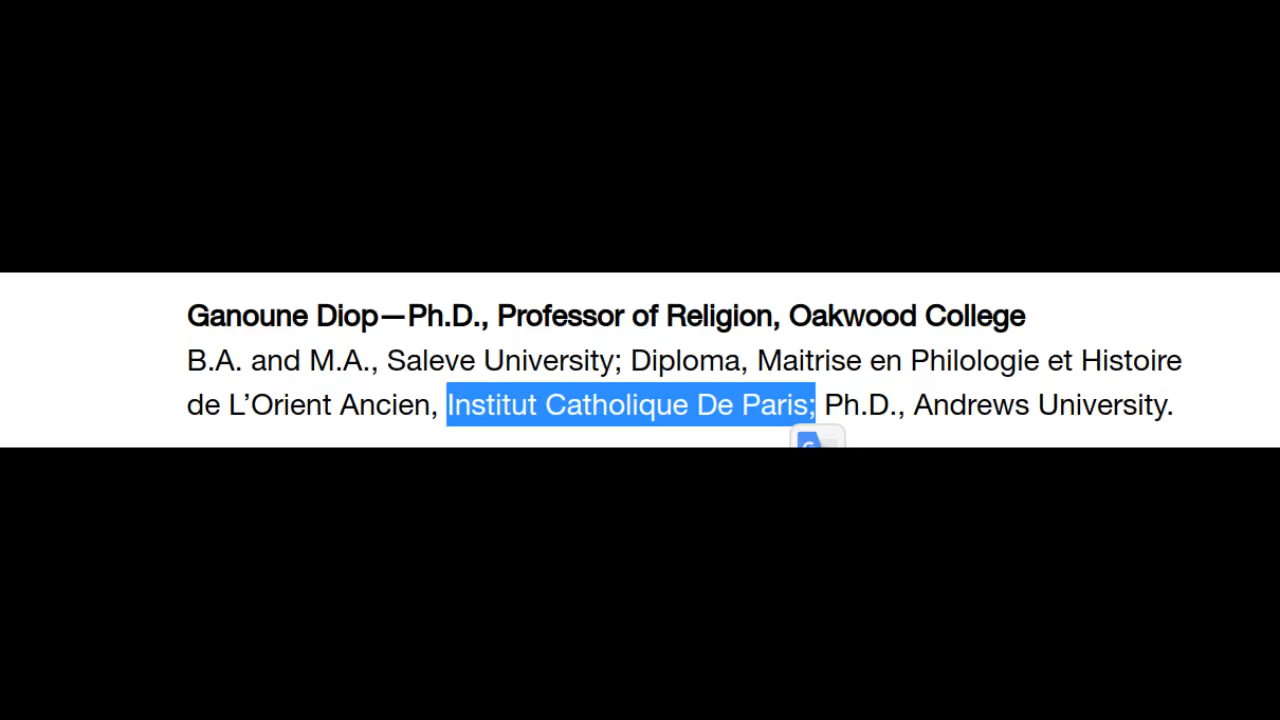 Ganoune Diop—Ph.D., Professor of Religion, Oakwood College
B.A. and M.A., Saleve University; Diploma, Maitrise en Philologie et Histoire
de L’Orient Ancien, Institut Catholique De Paris; Ph.D., Andrews University.